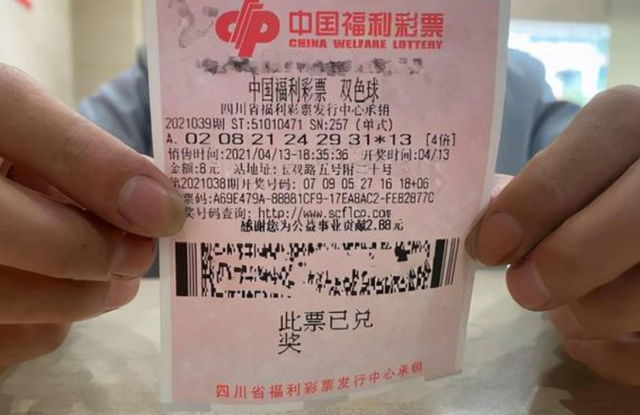 中国福利彩票
CHINA WELFARE LOTTERY
中国福利彩票 双色球
四川省福利彩票发行中心承销
2021039期 ST:51010471 SN:257 (单式)
A. 02 08 21 24 29 31*13 [4倍]
销售时间:2021/04/13-18:35:36 开奖时间:04/13
金额:8元 站地址:玉双路五号附二十号
第2021038期开奖号码: 07 09 05 27 16 18+06
票码:A69E479A-88881CF9-17EA8AC2-FE82877C
奖号码查询: http://www.scflcp.com
感谢您为公益事业贡献2.88元
此票已兑
奖
四川省福利彩票发行中心承销